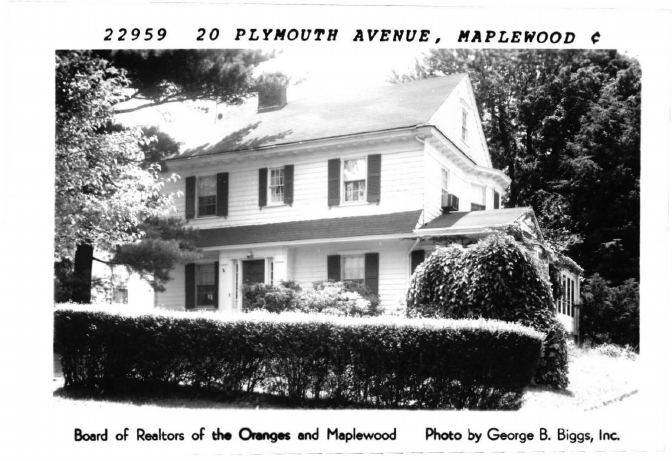 22959 20 PLYMOUTH AVENUE, MAPLEWOOD ¢
Board of Realtors of the Oranges and Maplewood Photo by George B. Biggs, Inc.